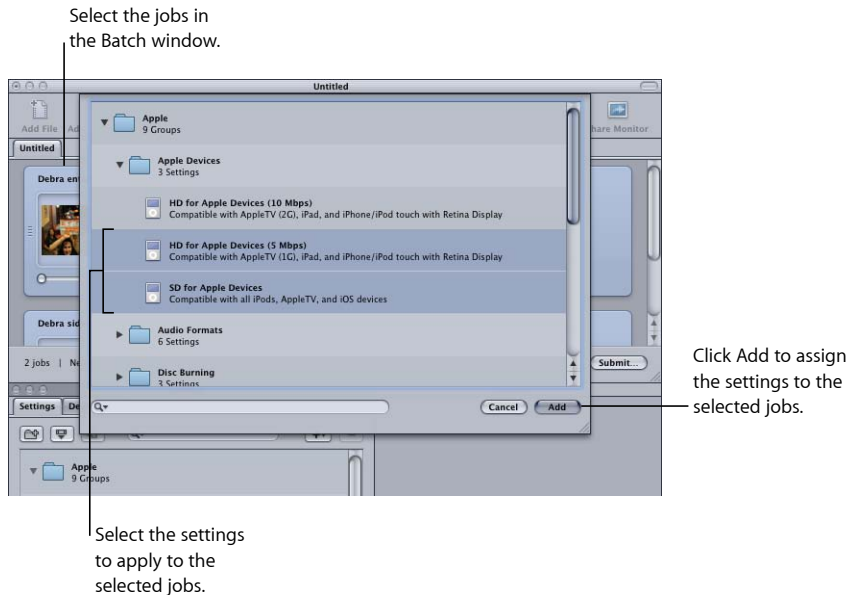 Select the jobs in
the Batch window.
Untitled
Add File
Ad
hare Monitor
Untitled
Apple
9 Groups
Apple Devices
3 Settings
Debra en
HD for Apple Devices (10 Mbps)
Compatible with AppleTV (2G), iPad, and iPhone/iPod touch with Retina Display
HD for Apple Devices (5 Mbps)
Compatible with AppleTV (1G), iPad, and iPhone/iPod touch with Retina Display
SD for Apple Devices
Compatible with all iPods, AppleTV, and iOS devices
Debra sid
Audio Formats
6 Settings
2 jobs | Ne
Disc Burning
3 Settings
Submit...
Click Add to assign
the settings to the
selected jobs.
Settings
De
Cancel
Add
Apple
9 Groups
Select the settings
to apply to the
selected jobs.